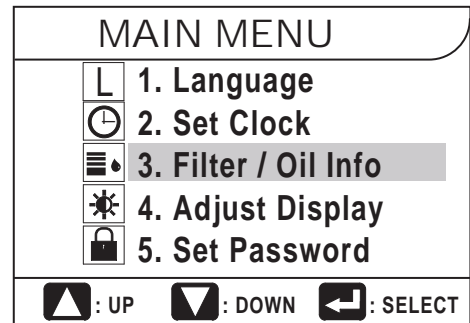 MAIN MENU
L 1. Language
2. Set Clock
3. Filter / Oil Info
4. Adjust Display
5. Set Password
: UP : DOWN : SELECT